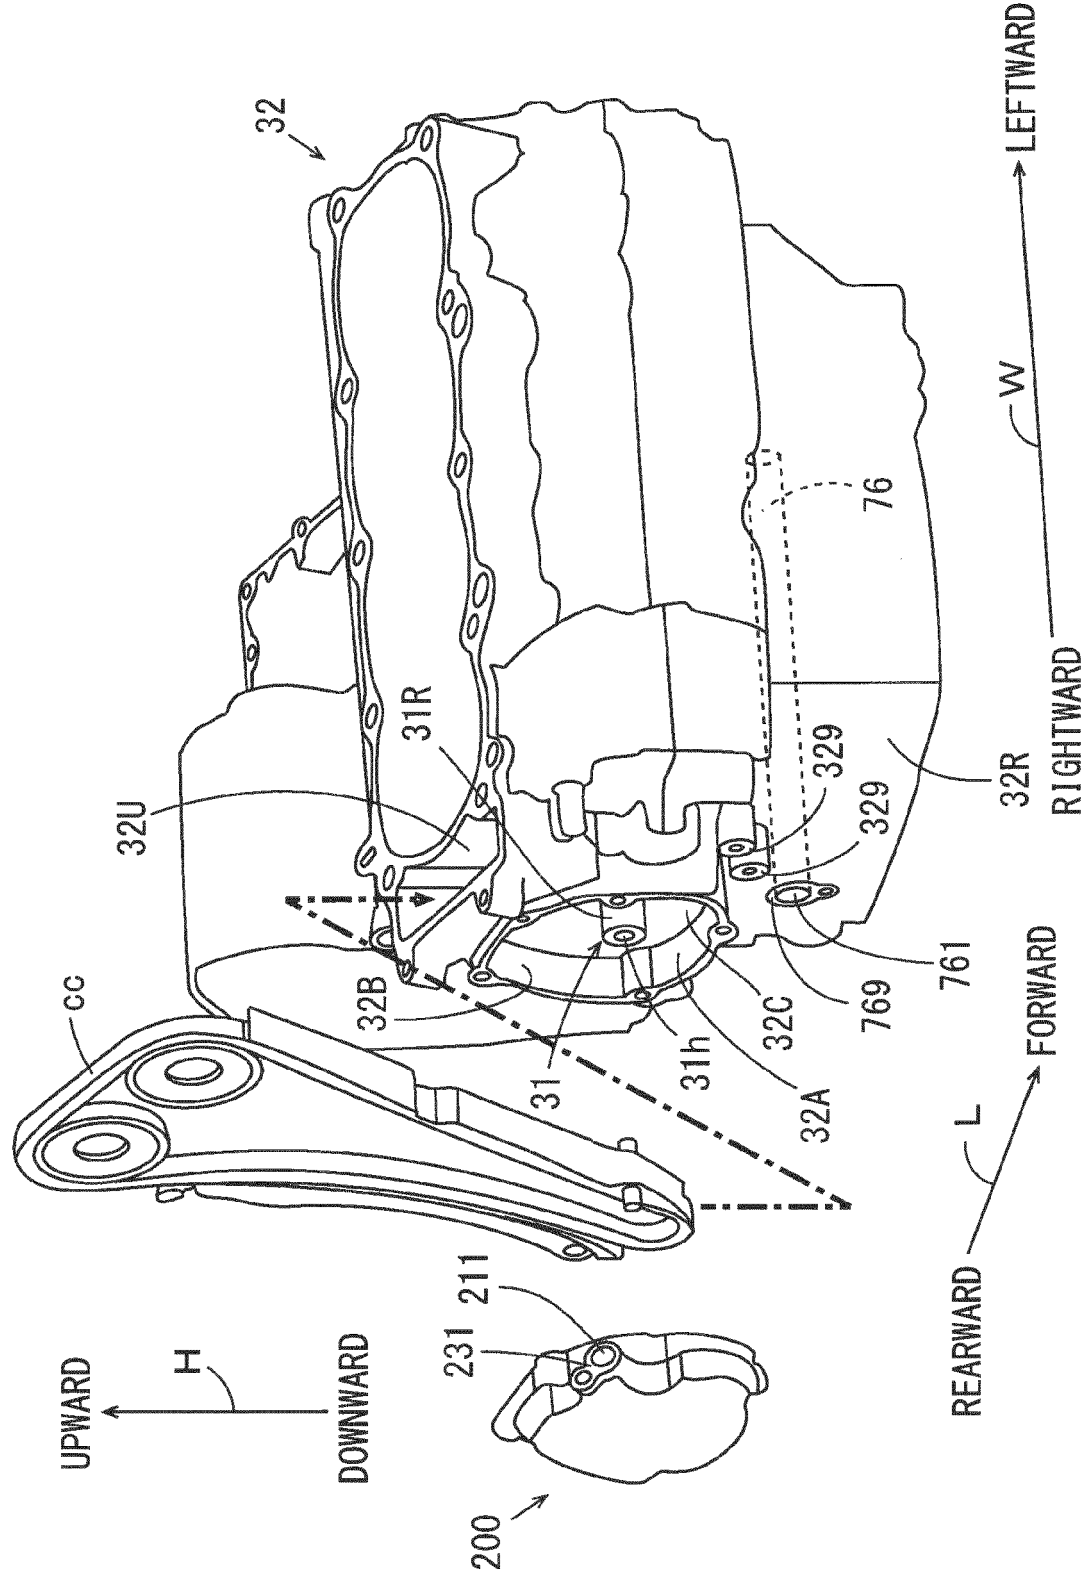 UPWARD
H
DOWNWARD
200
231
211
cc
32B
32U
31R
32
31
31h
32A
32C
769
761
329
329
76
32R
REARWARD
L
FORWARD
RIGHTWARD
W
LEFTWARD